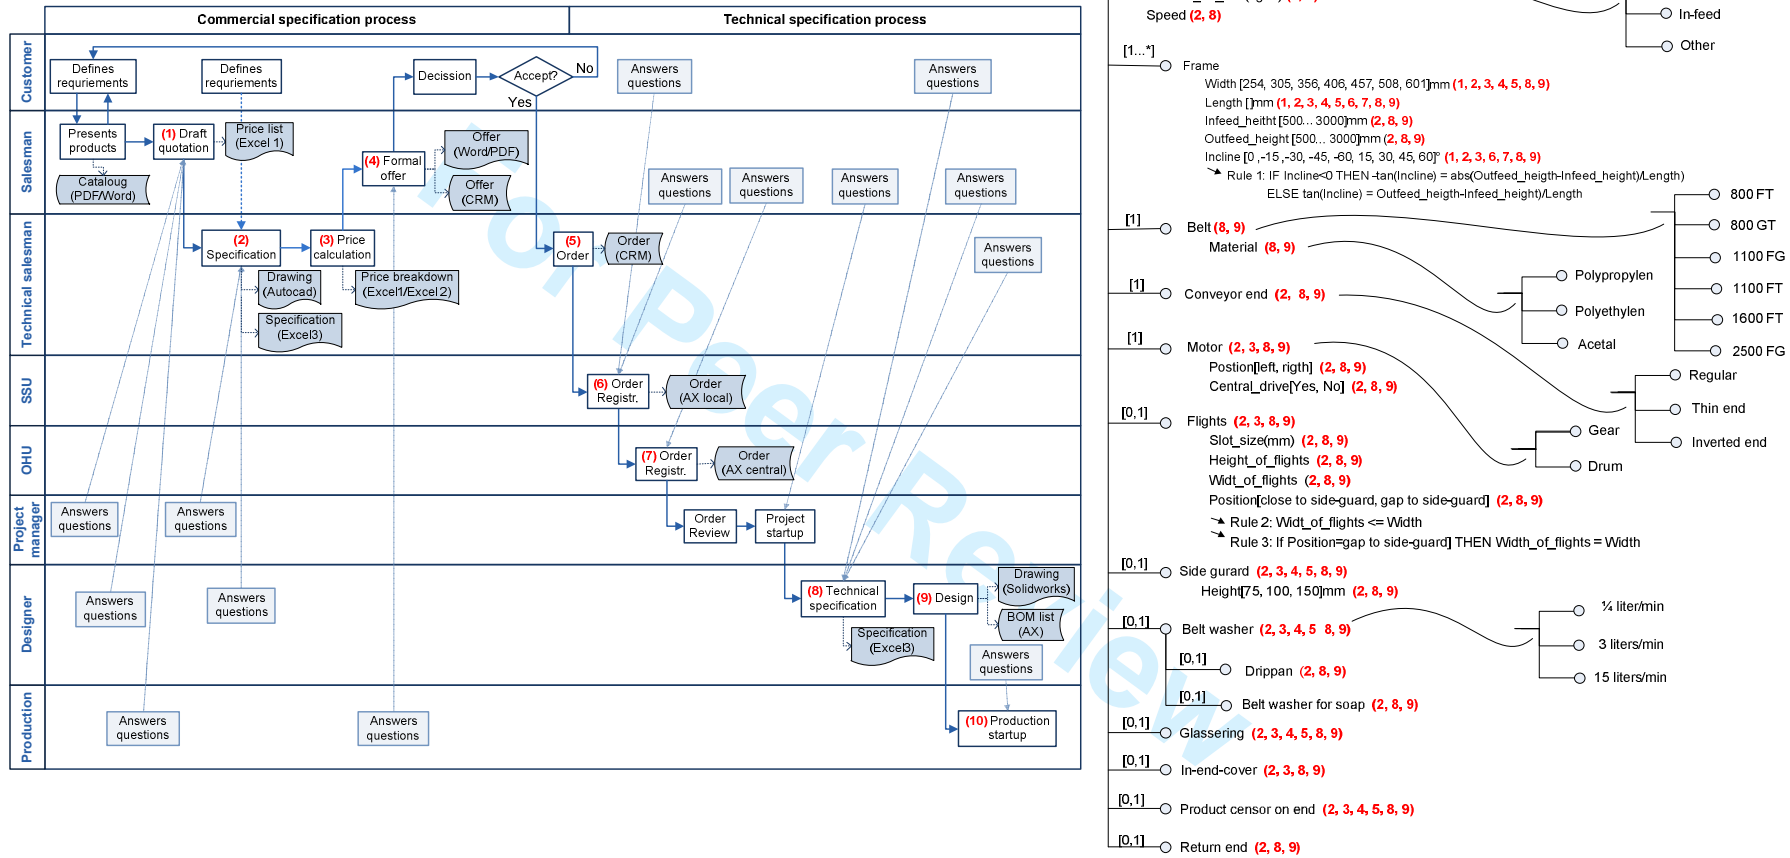 Commercial specification process
Technical specification process
Customer
Defines
requriements
Defines
requriements
Decission
Accept?
No
Yes
Answers
questions
Answers
questions
Salesman
Presents
products
(1) Draft
quotation
Price list
(Excel 1)
Cataloug
(PDF/Word)
(4) Formal
offer
Offer
(Word/PDF)
Offer
(CRM)
Answers
questions
Answers
questions
Answers
questions
Answers
questions
Technical salesman
(2)
Specification
(3) Price
calculation
Drawing
(Autocad)
Price breakdown
(Excel1/Excel 2)
Specification
(Excel3)
(5)
Order
Order
(CRM)
Answers
questions
SSU
(6) Order
Registr.
Order
(AX local)
OHU
(7) Order
Registr.
Order
(AX central)
Project
manager
Answers
questions
Answers
questions
Order
Review
Project
startup
Designer
Answers
questions
Answers
questions
(8) Technical
specification
(9) Design
Drawing
(Solidworks)
BOM list
(AX)
Specification
(Excel3)
Answers
questions
Production
Answers
questions
Answers
questions
(10) Production
startup
For Peer Review
Speed (2, 8)
In-feed
Other
[1...*]
Frame
Width [254, 305, 356, 406, 457, 508, 601]mm (1, 2, 3, 4, 5, 8, 9)
Length []mm (1, 2, 3, 4, 5, 6, 7, 8, 9)
Infeed_heitht [500... 3000]mm (2, 8, 9)
Outfeed_height [500... 3000]mm (2, 8, 9)
Incline [0 ,-15 ,-30, -45, -60, 15, 30, 45, 60]° (1, 2, 3, 6, 7, 8, 9)
Rule 1: IF Incline<0 THEN -tan(Incline) = abs(Outfeed_heigth-Infeed_height)/Length)
ELSE tan(Incline) = Outfeed_heigth-Infeed_height)/Length
[1]
Belt (8, 9)
Material (8, 9)
800 FT
800 GT
1100 FG
1100 FT
1600 FT
2500 FG
Polypropylen
Polyethylen
Acetal
[1]
Conveyor end (2, 8, 9)
Regular
Thin end
Inverted end
[1]
Motor (2, 3, 8, 9)
Postion[left, rigth] (2, 8, 9)
Central_drive[Yes, No] (2, 8, 9)
Gear
Drum
[0,1]
Flights (2, 3, 8, 9)
Slot_size(mm) (2, 8, 9)
Height_of_flights (2, 8, 9)
Widt_of_flights (2, 8, 9)
Position[close to side-guard, gap to side-guard] (2, 8, 9)
Rule 2: Widt_of_flights <= Width
Rule 3: If Position=gap to side-guard] THEN Width_of_flights = Width
[0,1]
Side gurard (2, 3, 4, 5, 8, 9)
Height[75, 100, 150]mm (2, 8, 9)
[0,1]
Belt washer (2, 3, 4, 5 8, 9)
¼ liter/min
3 liters/min
15 liters/min
[0,1]
Drippan (2, 8, 9)
[0,1]
Belt washer for soap (2, 8, 9)
[0,1]
Glassering (2, 3, 4, 5, 8, 9)
[0,1]
In-end-cover (2, 3, 8, 9)
[0,1]
Product censor on end (2, 3, 4, 5, 8, 9)
[0,1]
Return end (2, 8, 9)